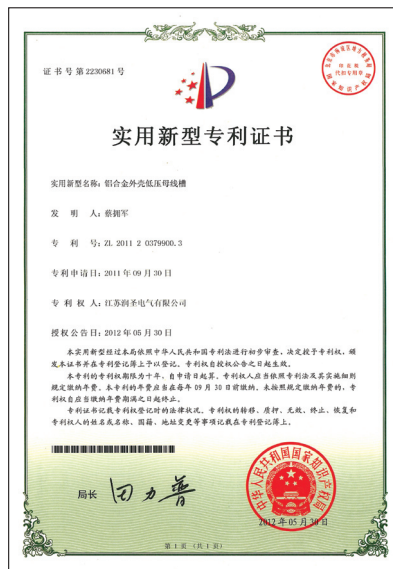 证书号第2230681号
印花税
代扣专用章
实用新型专利证书
实用新型名称：铝合金外壳低压母线槽
发明人：蔡拥军
专利号：ZL 2011 2 0379900.3
专利申请日：2011年09月30日
专利权人：江苏润圣电气有限公司
授权公告日：2012年05月30日
本实用新型经过本局依照中华人民共和国专利法进行初步审查，决定授予专利权，颁
发本证书并在专利登记簿上予以登记。专利权自授权公告之日起生效。
本专利的专利权期限为十年，自申请日起算。专利权人应当依照专利法及其实施细则
规定缴纳年费。本专利的年费应当在每年09月30日前缴纳。未按照规定缴纳年费的，专
利权自应当缴纳年费期满之日起终止。
专利证书记载专利权登记时的法律状况。专利权的转移、质押、无效、终止、恢复和
专利权人的姓名或名称、国籍、地址变更等事项记载在专利登记簿上。
局长 田力普
中华人民共和国国家知识产权局
2012年05月30日
第1页（共1页）